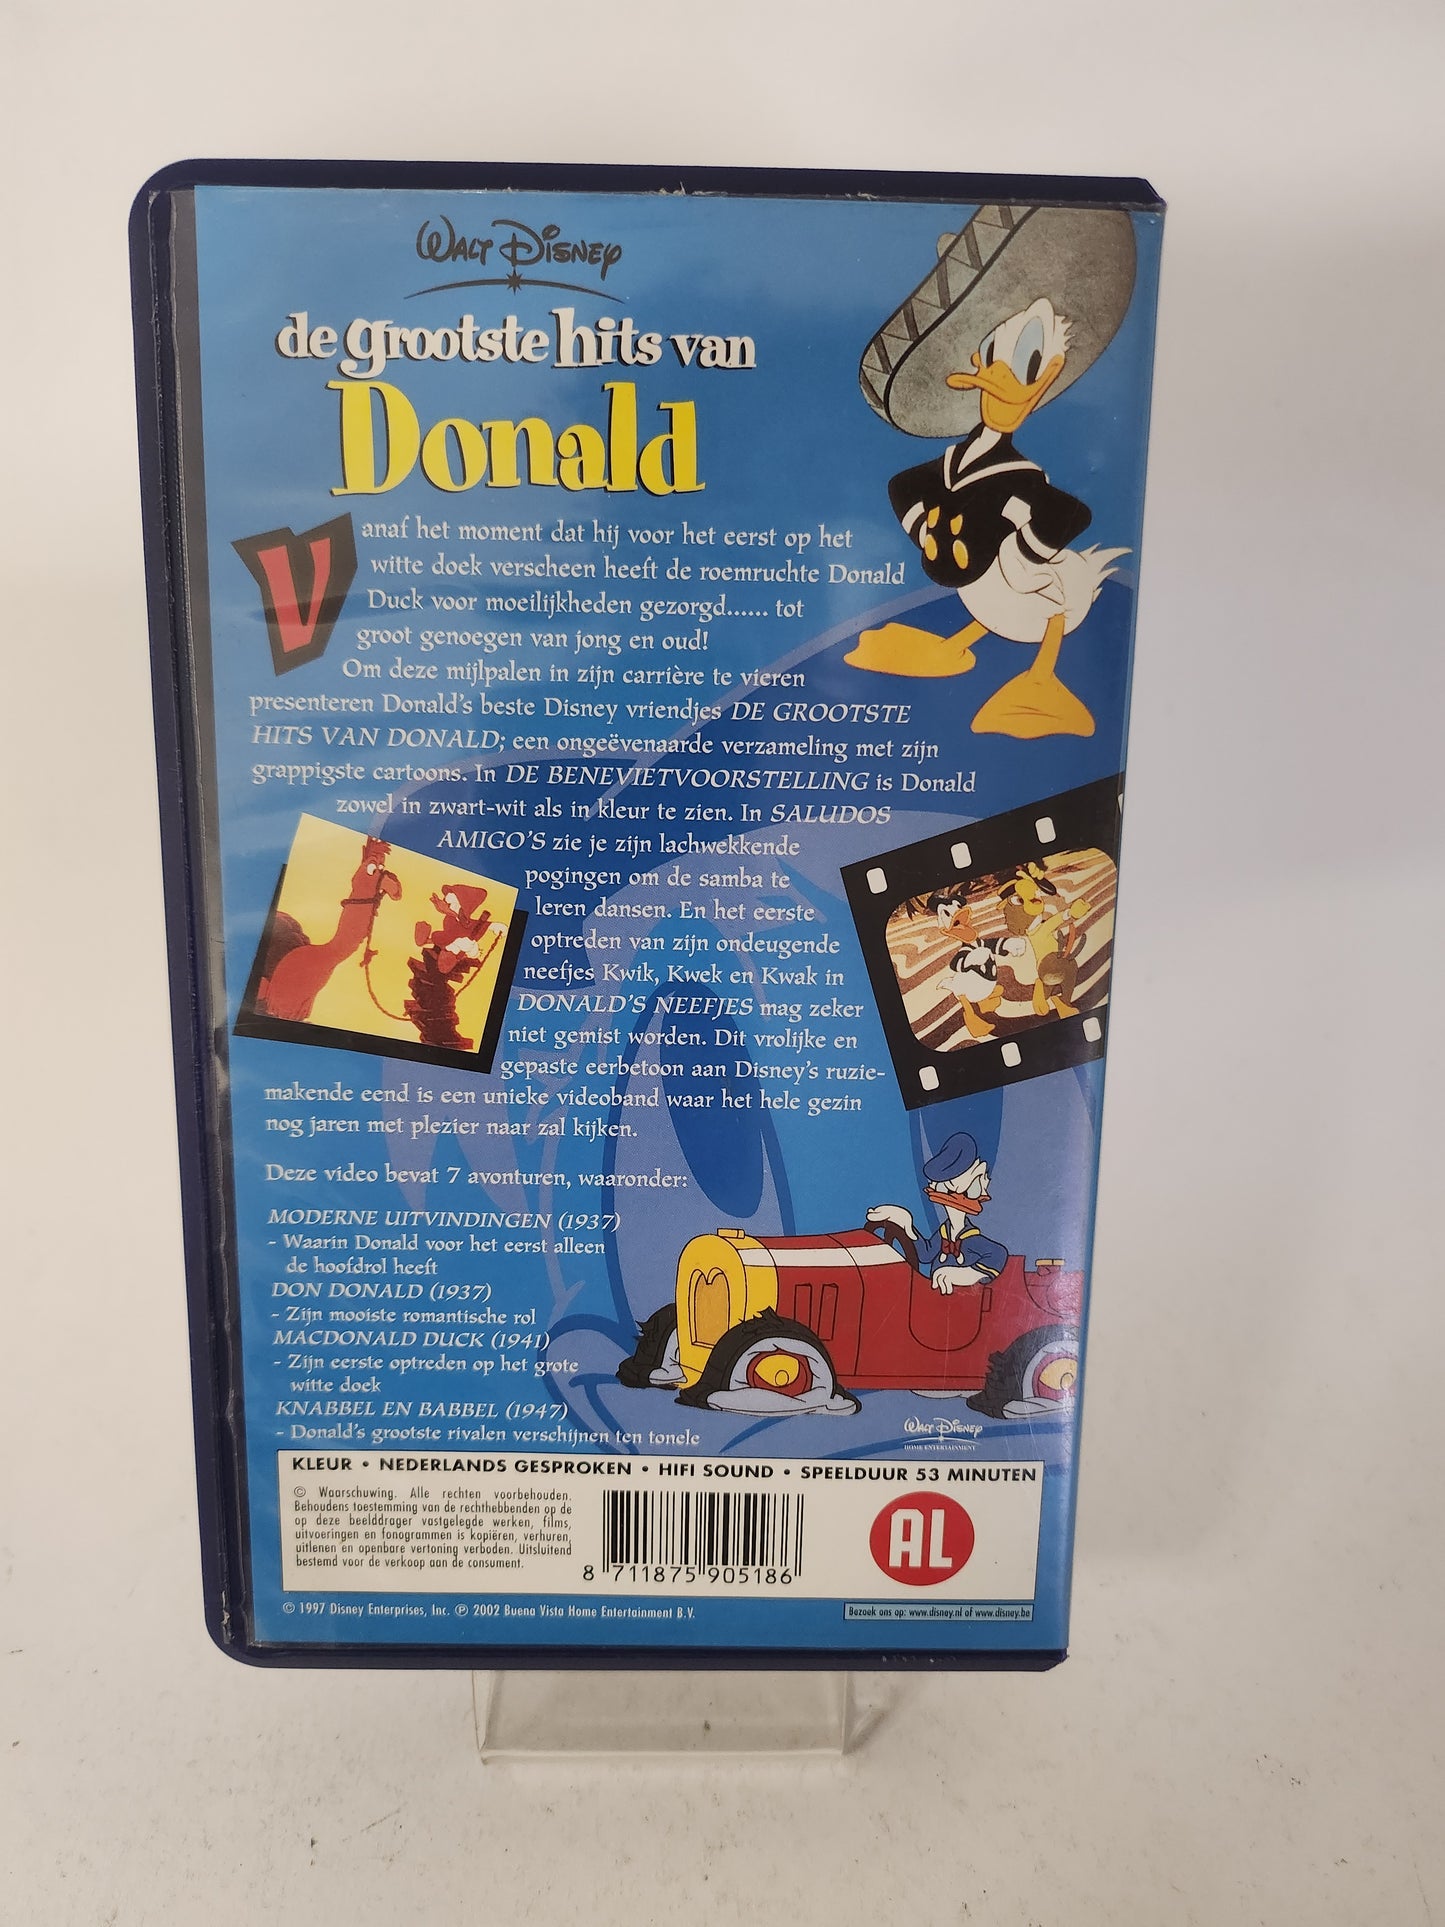 WALT DISNEY
de grootste hits van
Donald
Vanaf het moment dat hij voor het eerst op het
witte doek verscheen heeft de roemruchte Donald
Duck voor moeilijkheden gezorgd...... tot
groot genoegen van jong en oud!
Om deze mijlpalen in zijn carrière te vieren
presenteren Donald's beste Disney vriendjes DE GROOTSTE
HITS VAN DONALD; een ongeëvenaarde verzameling met zijn
grappigste cartoons. In DE BENEVIETVOORSTELLING is Donald
zowel in zwart-wit als in kleur te zien. In SALUDOS
AMIGO'S zie je zijn lachwekkende
pogingen om de samba te
leren dansen. En het eerste
optreden van zijn ondeugende
neefjes Kwik, Kwek en Kwak in
DONALD'S NEEFJES mag zeker
niet gemist worden. Dit vrolijke en
gepaste eerbetoon aan Disney's ruzie-
makende eend is een unieke videoband waar het hele gezin
nog jaren met plezier naar zal kijken.
Deze video bevat 7 avonturen, waaronder:
MODERNE UITVINDINGEN (1937)
- Waarin Donald voor het eerst alleen
de hoofdrol heeft
DON DONALD (1937)
- Zijn mooiste romantische rol
MACDONALD DUCK (1941)
- Zijn eerste optreden op het grote
witte doek
KNABBEL EN BABBEL (1947)
- Donald's grootste rivalen verschijnen ten tonele
WALT DISNEY
HOME ENTERTAINMENT
KLEUR • NEDERLANDS GESPROKEN • HIFI SOUND • SPEELDUUR 53 MINUTEN
© Waarschuwing. Alle rechten voorbehouden.
Behoudens toestemming van de rechthebbenden op de
op deze beelddrager vastgelegde werken, films,
uitvoeringen en fonogrammen is kopiëren, verhuren,
uitlenen en openbare vertoning verboden. Uitsluitend
bestemd voor de verkoop aan de consument.
8 711875 905186
AL
© 1997 Disney Enterprises, Inc. ℗ 2002 Buena Vista Home Entertainment B.V.
Bezoek ons op: www.disney.nl of www.disney.be